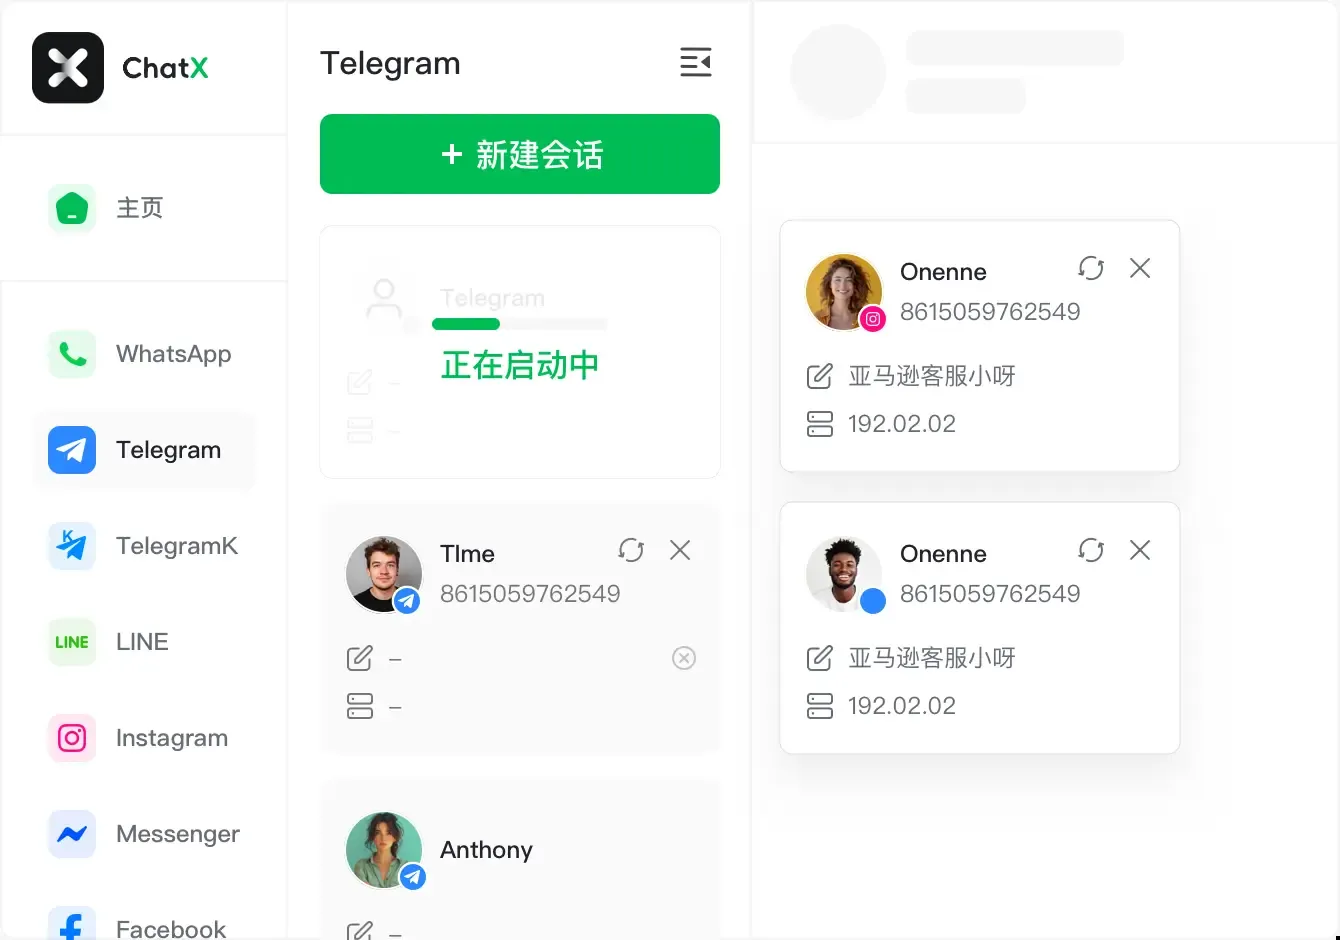 ChatX
主页
WhatsApp
Telegram
TelegramK
LINE
LINE
Instagram
Messenger
Facebook
Telegram
+ 新建会话
Telegram
正在启动中
–
–
TIme
8615059762549
–
–
Anthony
–
Onenne
8615059762549
亚马逊客服小呀
192.02.02
Onenne
8615059762549
亚马逊客服小呀
192.02.02